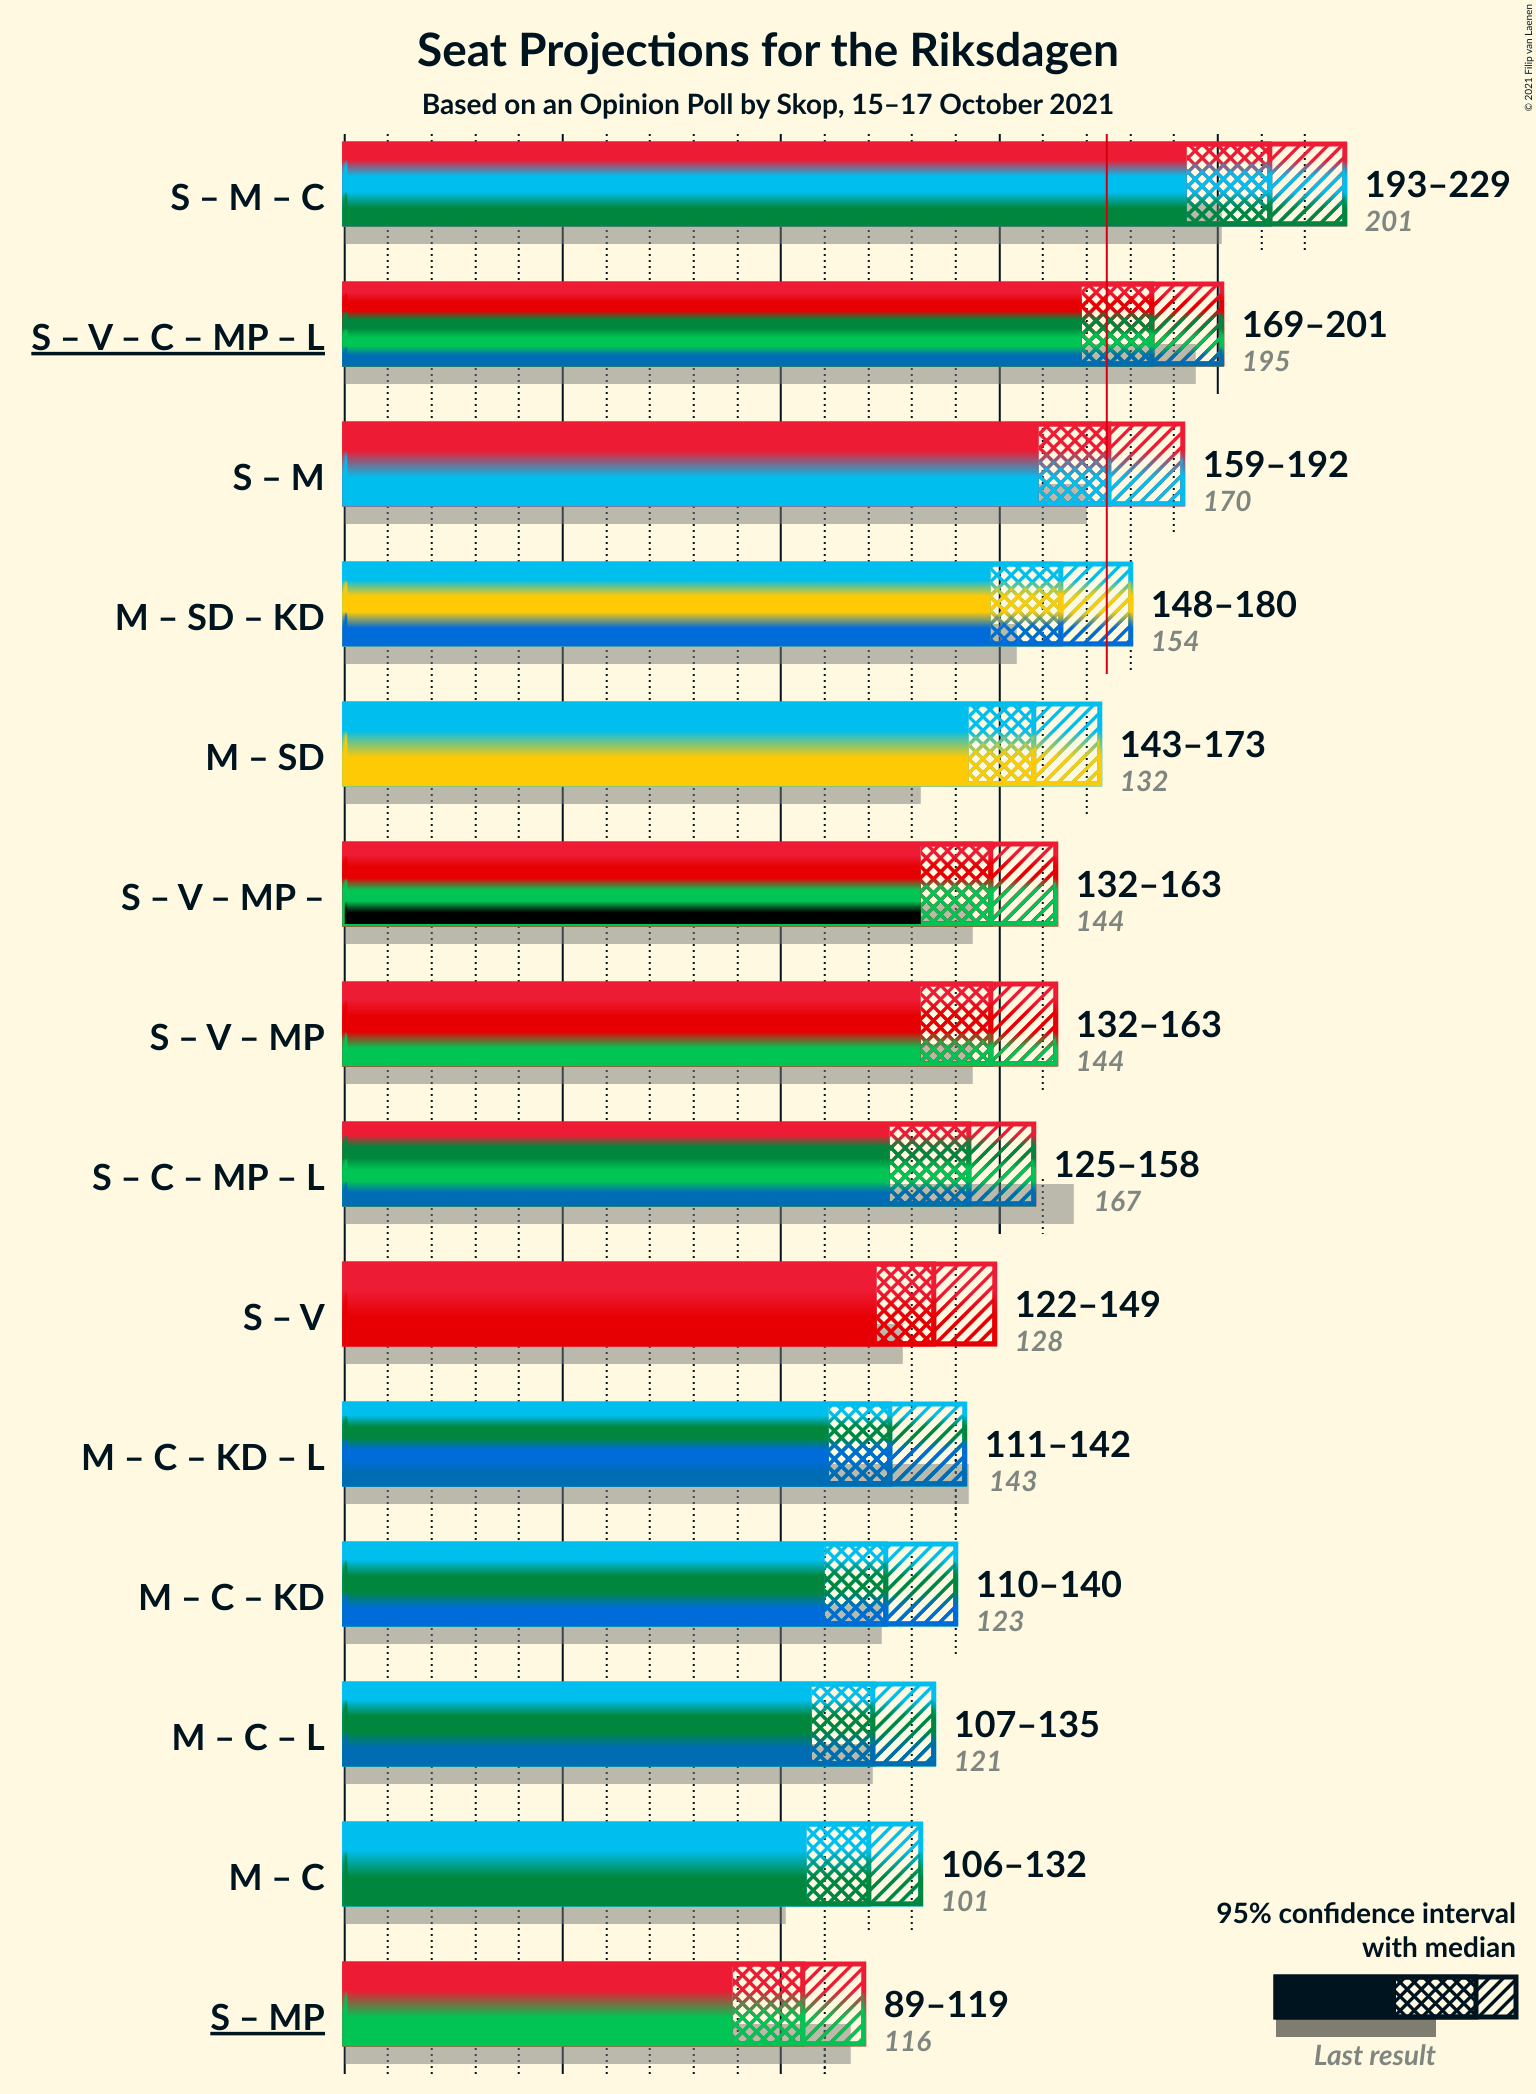 Seat Projections for the Riksdagen
Based on an Opinion Poll by Skop, 15–17 October 2021
© 2021 Filip van Laenen
S – M – C
193–229
201
S – V – C – MP – L
169–201
195
S – M
159–192
170
M – SD – KD
148–180
154
M – SD
143–173
132
S – V – MP –
132–163
144
S – V – MP
132–163
144
S – C – MP – L
125–158
167
S – V
122–149
128
M – C – KD – L
111–142
143
M – C – KD
110–140
123
M – C – L
107–135
121
M – C
106–132
101
S – MP
89–119
116
95% confidence interval
with median
Last result